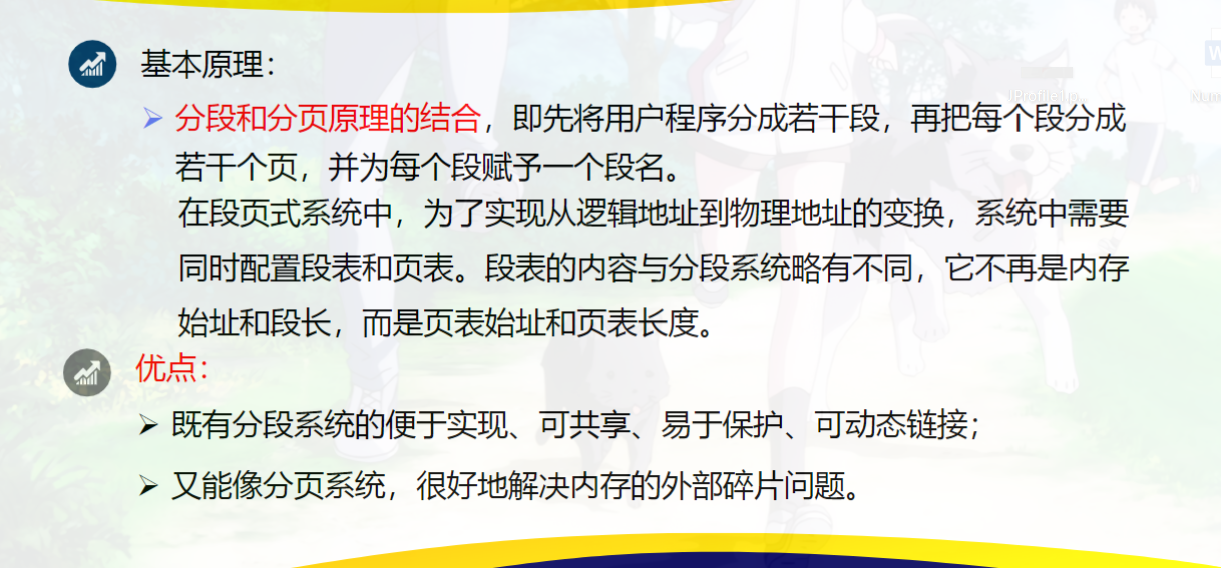 基本原理：
分段和分页原理的结合，即先将用户程序分成若干段，再把每个段分成
若干个页，并为每个段赋予一个段名。
在段页式系统中，为了实现从逻辑地址到物理地址的变换，系统中需要
同时配置段表和页表。段表的内容与分段系统略有不同，它不再是内存
始址和段长，而是页表始址和页表长度。
优点：
既有分段系统的便于实现、可共享、易于保护、可动态链接；
又能像分页系统，很好地解决内存的外部碎片问题。